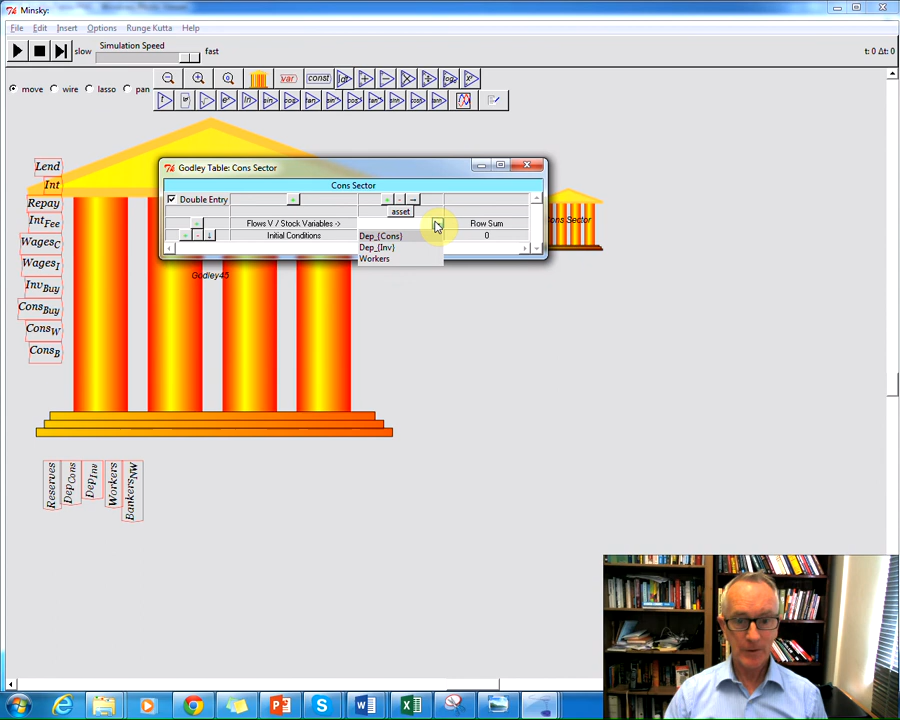 Minsky:
File Edit Insert Options Runge Kutta Help
slow
Simulation Speed
fast
t: 0 Δt: 0
move wire lasso pan
var const
Lend
Int
Repay
IntFee
WagesC
WagesI
InvBuy
ConsBuy
ConsW
ConsB
Godley Table: Cons Sector
Cons Sector
Double Entry + + - →
asset
+ Flows V / Stock Variables -> Row Sum
+ - ↓ Initial Conditions 0
Dep_{Cons}
Dep_{Inv}
Workers
Cons Sector
Godley45
Reserves
DepCons
DepInv
Workers
BankersNW